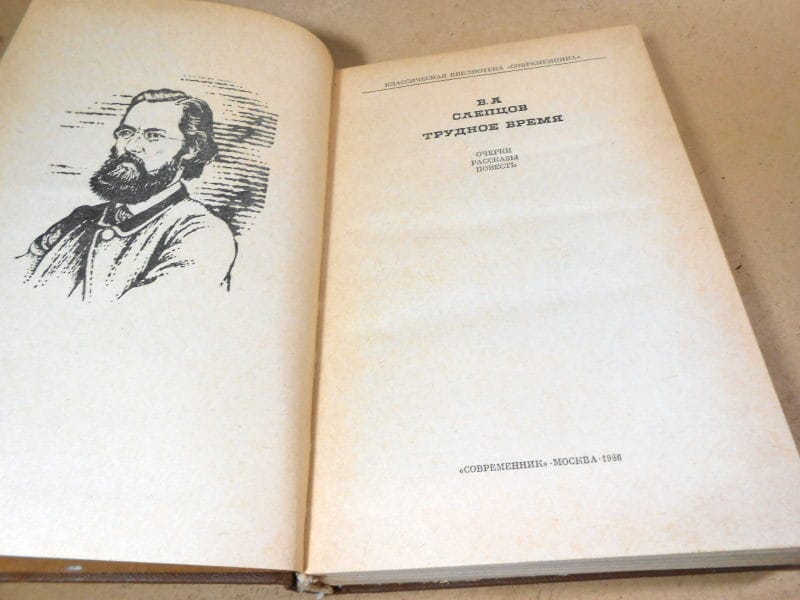 КЛАССИЧЕСКАЯ БИБЛИОТЕКА «СОВРЕМЕННИКА»
В. А
СЛЕПЦОВ
ТРУДНОЕ ВРЕМЯ
ОЧЕРКИ
РАССКАЗЫ
ПОВЕСТЬ
«СОВРЕМЕННИК»·МОСКВА·1986